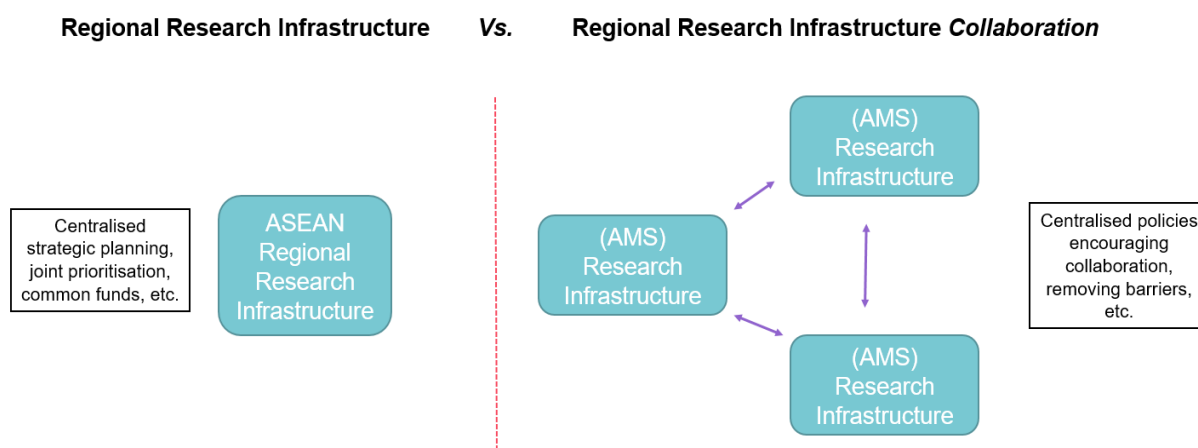 Regional Research Infrastructure Vs. Regional Research Infrastructure Collaboration
Centralised
strategic planning,
joint prioritisation,
common funds, etc.
ASEAN
Regional
Research
Infrastructure
(AMS)
Research
Infrastructure
(AMS)
Research
Infrastructure
(AMS)
Research
Infrastructure
Centralised policies
encouraging
collaboration,
removing barriers,
etc.